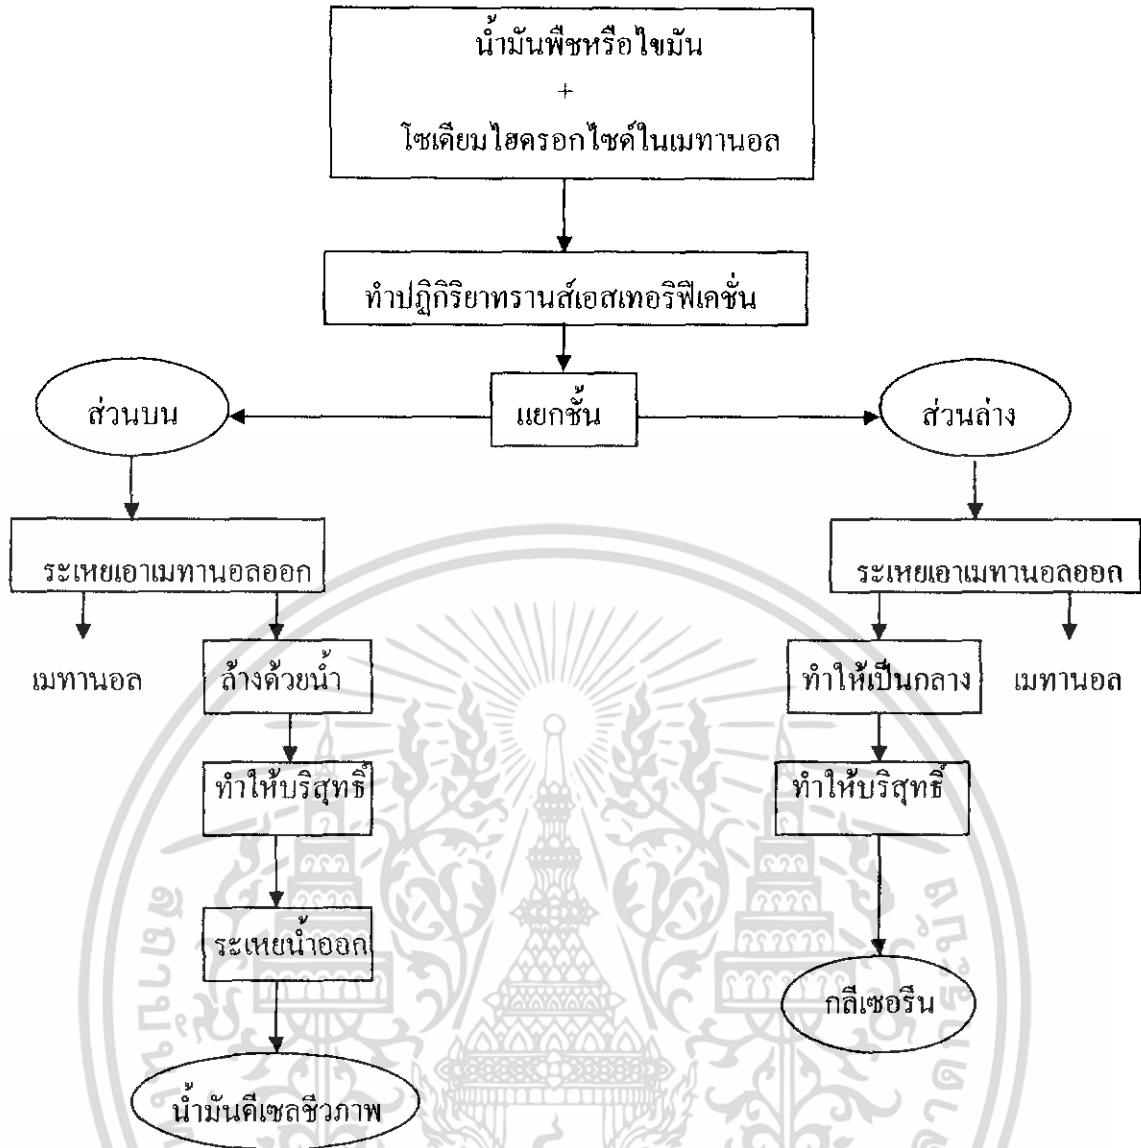 น้ำมันพืชหรือไขมัน
+
โซเดียมไฮดรอกไซด์ในเมทานอล
ทำปฏิกิริยาทรานส์เอสเทอริฟิเคชั่น
ส่วนบน
แยกชั้น
ส่วนล่าง
ระเหยเอาเมทานอลออก
ระเหยเอาเมทานอลออก
เมทานอล
ล้างด้วยน้ำ
ทำให้เป็นกลาง
เมทานอล
ทำให้บริสุทธิ์
ทำให้บริสุทธิ์
ระเหยน้ำออก
กลีเซอรีน
น้ำมันดีเซลชีวภาพ